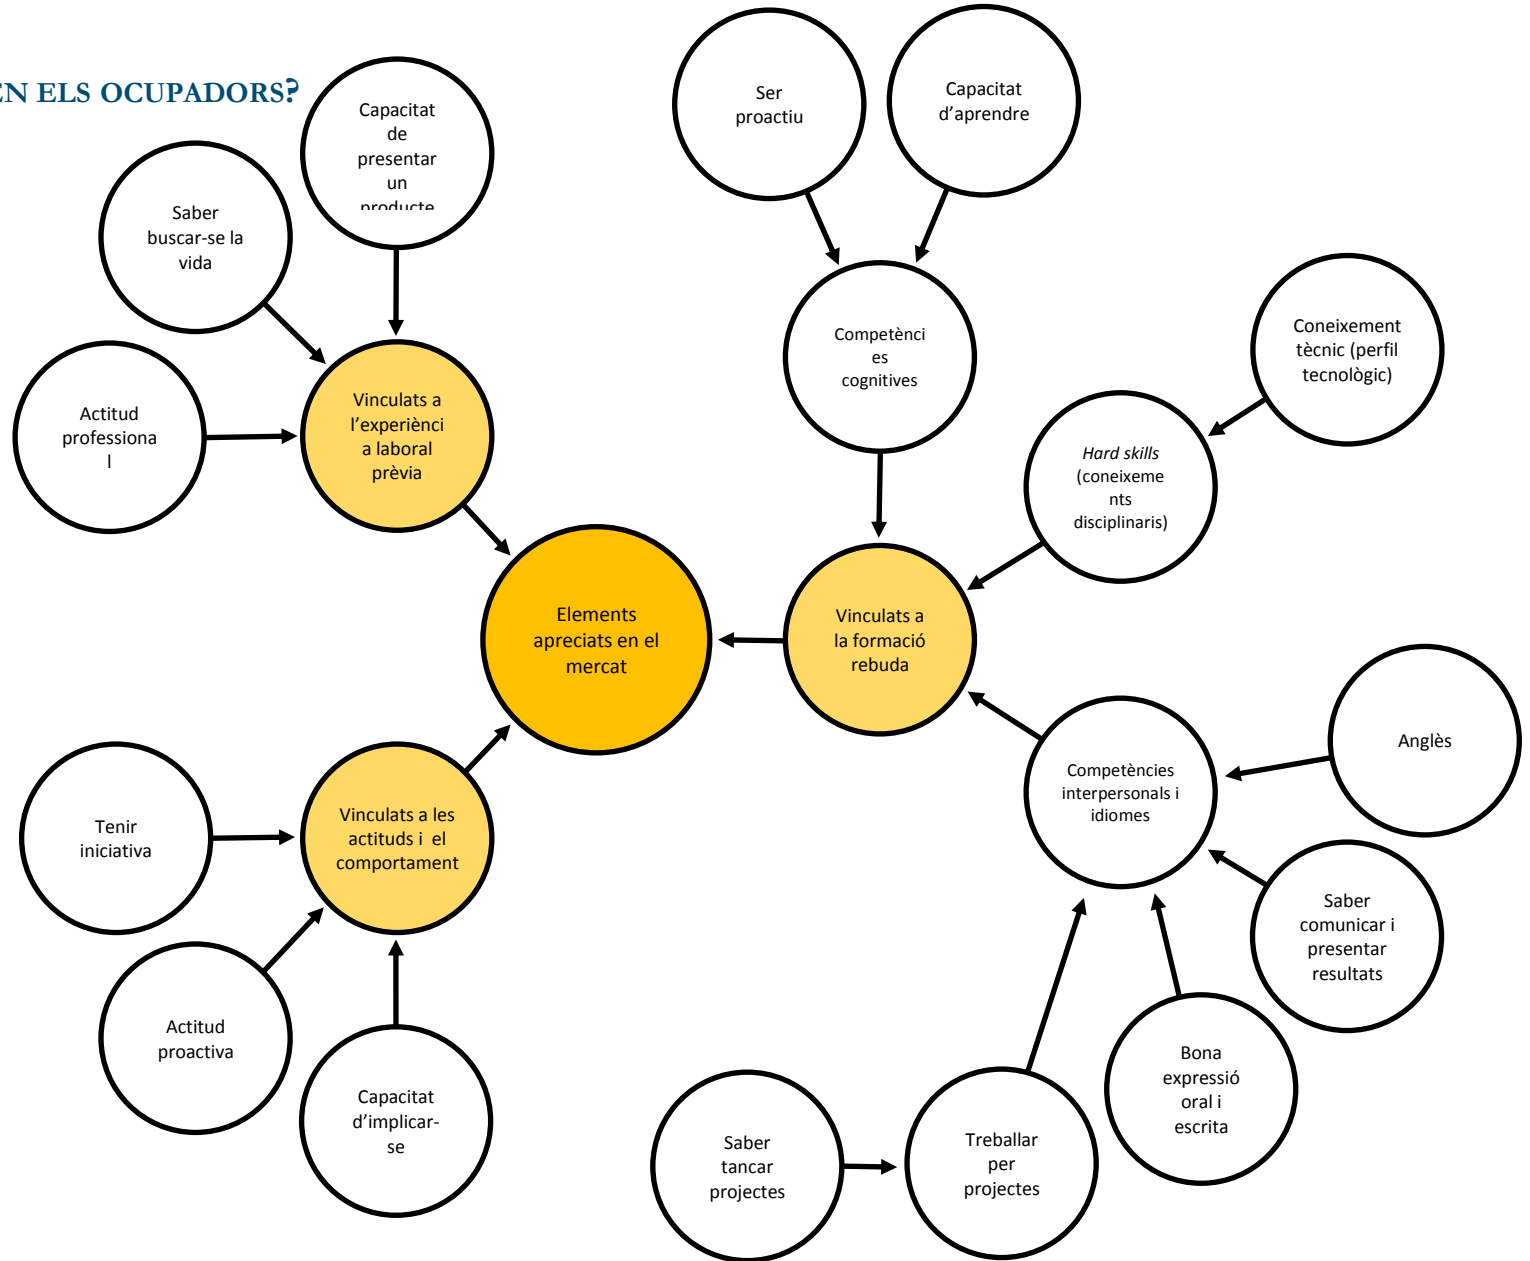 EN ELS OCUPADORS?
Capacitat
de
presentar
un
producte
Ser
proactiu
Capacitat
d'aprendre
Saber
buscar-se la
vida
Actitud
professiona
l
Vinculats a
l'experiènci
a laboral
prèvia
Competènci
es
cognitives
Coneixement
tècnic (perfil
tecnològic)
Hard skills
(coneixeme
nts
disciplinaris)
Elements
apreciats en el
mercat
Vinculats a
la formació
rebuda
Competències
interpersonals i
idiomes
Anglès
Tenir
iniciativa
Vinculats a les
actituds i el
comportament
Saber
comunicar i
presentar
resultats
Actitud
proactiva
Capacitat
d'implicar-
se
Bona
expressió
oral i
escrita
Saber
tancar
projectes
Treballar
per
projectes